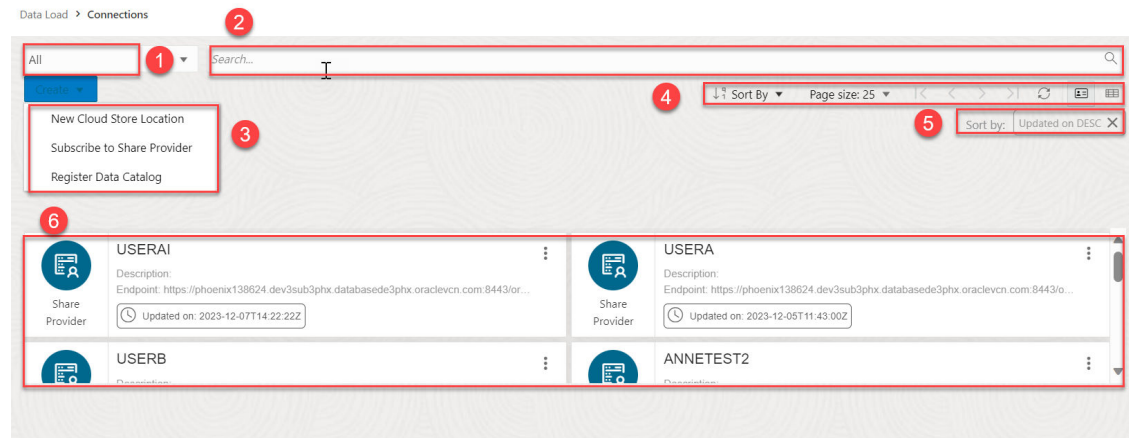 Data Load > Connections
2
All
1
Search...
Create
4
Sort By
Page size: 25
New Cloud Store Location
Subscribe to Share Provider
Register Data Catalog
3
5
Sort by: Updated on DESC
6
USERAI
Description:
Endpoint: https://phoenix138624.dev3sub3phx.databasede3phx.oraclevcn.com:8443/or...
Share
Provider
Updated on: 2023-12-07T14:22:22Z
USERA
Description:
Endpoint: https://phoenix138624.dev3sub3phx.databasede3phx.oraclevcn.com:8443/o...
Share
Provider
Updated on: 2023-12-05T11:43:00Z
USERB
Description:
ANNETEST2
Description: